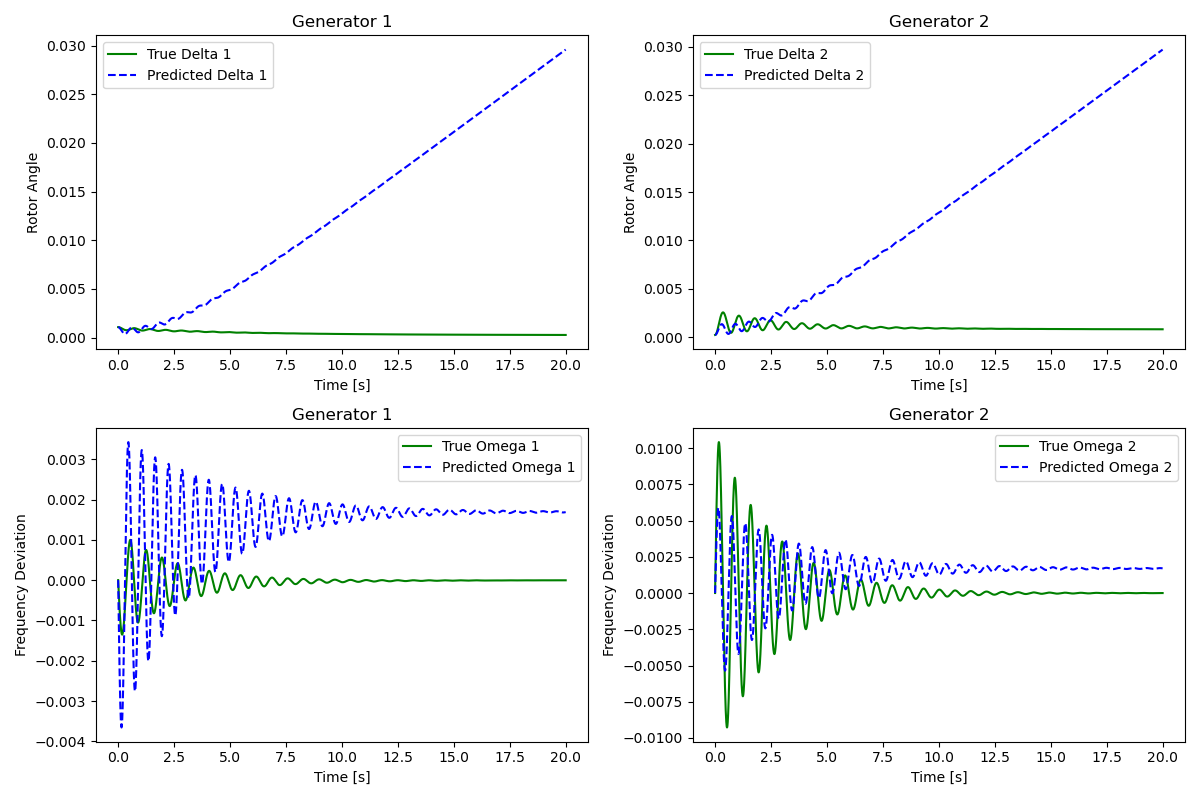 Generator 1
True Delta 1
Predicted Delta 1
Rotor Angle
0.030
0.025
0.020
0.015
0.010
0.005
0.000
0.0 2.5 5.0 7.5 10.0 12.5 15.0 17.5 20.0
Time [s]
Generator 2
True Delta 2
Predicted Delta 2
Rotor Angle
0.030
0.025
0.020
0.015
0.010
0.005
0.000
0.0 2.5 5.0 7.5 10.0 12.5 15.0 17.5 20.0
Time [s]
Generator 1
True Omega 1
Predicted Omega 1
Frequency Deviation
0.003
0.002
0.001
0.000
−0.001
−0.002
−0.003
−0.004
0.0 2.5 5.0 7.5 10.0 12.5 15.0 17.5 20.0
Time [s]
Generator 2
True Omega 2
Predicted Omega 2
Frequency Deviation
0.0100
0.0075
0.0050
0.0025
0.0000
−0.0025
−0.0050
−0.0075
−0.0100
0.0 2.5 5.0 7.5 10.0 12.5 15.0 17.5 20.0
Time [s]